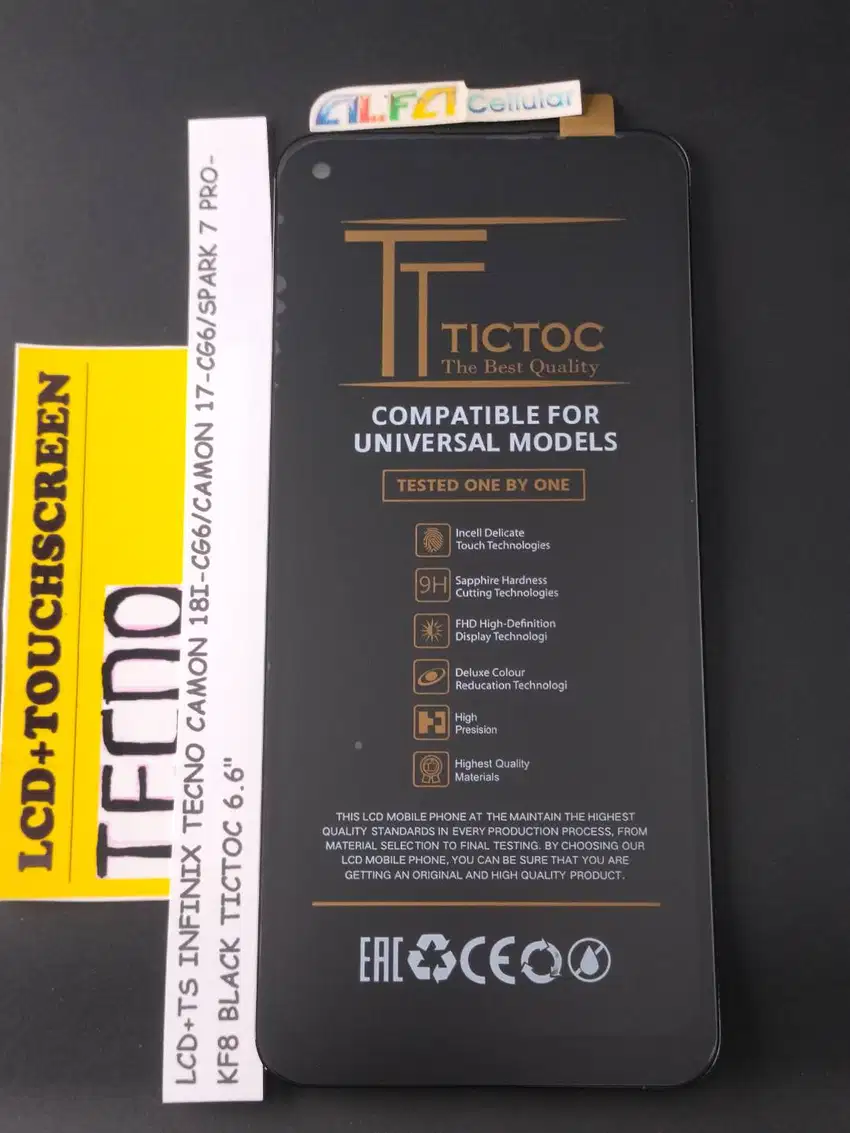 ALFA Cellular
LCD+TOUCHSCREEN
TECNO
LCD+TS INFINIX TECNO CAMON 18I-CG6/CAMON 17-CG6/SPARK 7 PRO-
KF8 BLACK TICTOC 6.6"
TT
TICTOC
The Best Quality
COMPATIBLE FOR
UNIVERSAL MODELS
TESTED ONE BY ONE
Incell Delicate
Touch Technologies
9H
Sapphire Hardness
Cutting Technologies
FHD High-Definition
Display Technologi
Deluxe Colour
Reducation Technologi
High
Presision
Highest Quality
Materials
THIS LCD MOBILE PHONE AT THE MAINTAIN THE HIGHEST
QUALITY STANDARDS IN EVERY PRODUCTION PROCESS, FROM
MATERIAL SELECTION TO FINAL TESTING. BY CHOOSING OUR
LCD MOBILE PHONE, YOU CAN BE SURE THAT YOU ARE
GETTING AN ORIGINAL AND HIGH QUALITY PRODUCT.
EAC CE